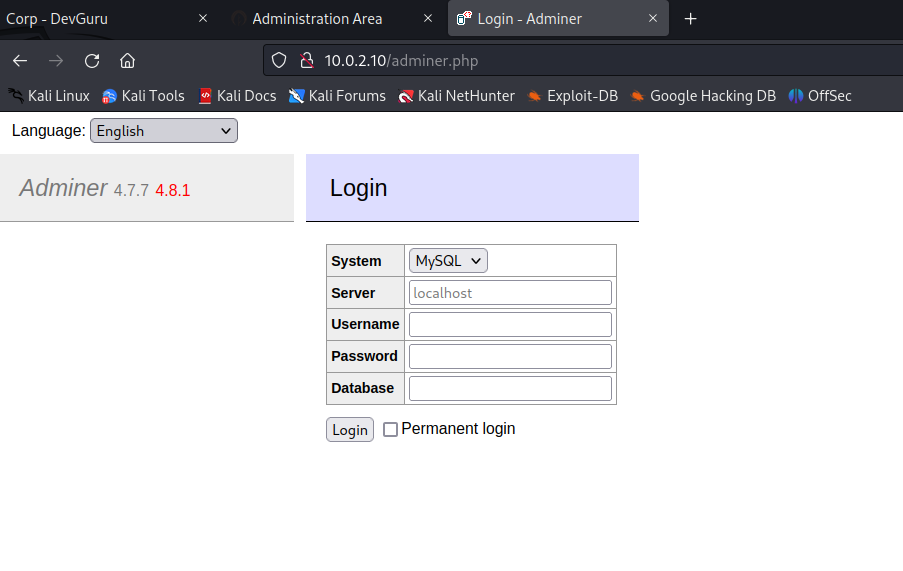 Corp - DevGuru
Administration Area
Login - Adminer
10.0.2.10/adminer.php
Kali Linux Kali Tools Kali Docs Kali Forums Kali NetHunter Exploit-DB Google Hacking DB OffSec
Language: English
Adminer 4.7.7 4.8.1
Login
System MySQL
Server localhost
Username
Password
Database
Login Permanent login